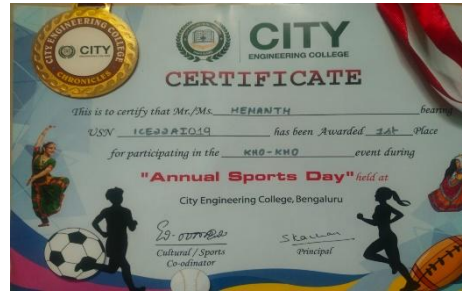 CITY ENGINEERING COLLEGE
CITY
CHRONICLES
CITY
ENGINEERING COLLEGE
CERTIFICATE
This is to certify that Mr./Ms. HEMANTH bearing
USN 1CE22AI019 has been Awarded 1st Place
for participating in the KHO-KHO event during
"Annual Sports Day" held at
City Engineering College, Bengaluru
Cultural / Sports
Co-odinator
Principal